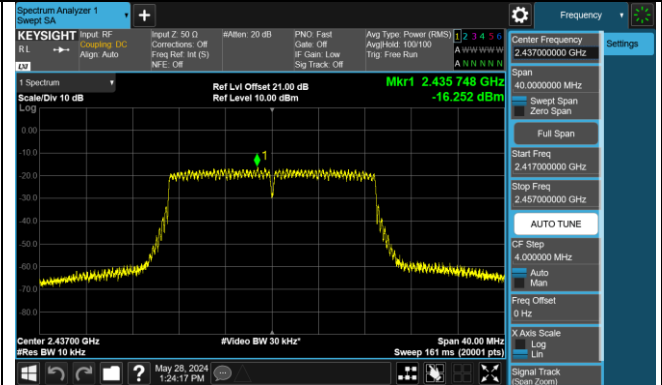 Spectrum Analyzer 1
Swept SA
Frequency
KEYSIGHT
RL
LXI
Input: RF
Coupling: DC
Align: Auto
Input Z: 50 Ω
Corrections: Off
Freq Ref: Int (S)
NFE: Off
#Atten: 20 dB
PNO: Fast
Gate: Off
IF Gain: Low
Sig Track: Off
Avg Type: Power (RMS)
Avg|Hold: 100/100
Trig: Free Run
1 2 3 4 5 6
A W W W W W
A N N N N N
1 Spectrum
Scale/Div 10 dB
Log
Ref Lvl Offset 21.00 dB
Ref Level 10.00 dBm
Mkr1 2.435 748 GHz
-16.252 dBm
0.00
-10.0
-20.0
-30.0
-40.0
-50.0
-60.0
-70.0
-80.0
1
Center 2.43700 GHz
#Res BW 10 kHz
#Video BW 30 kHz*
Span 40.00 MHz
Sweep 161 ms (20001 pts)
?
May 28, 2024
1:24:17 PM
Center Frequency
2.437000000 GHz
Span
40.0000000 MHz
Swept Span
Zero Span
Full Span
Start Freq
2.417000000 GHz
Stop Freq
2.457000000 GHz
AUTO TUNE
CF Step
4.000000 MHz
Auto
Man
Freq Offset
0 Hz
X Axis Scale
Log
Lin
Signal Track
(Span Zoom)
Settings